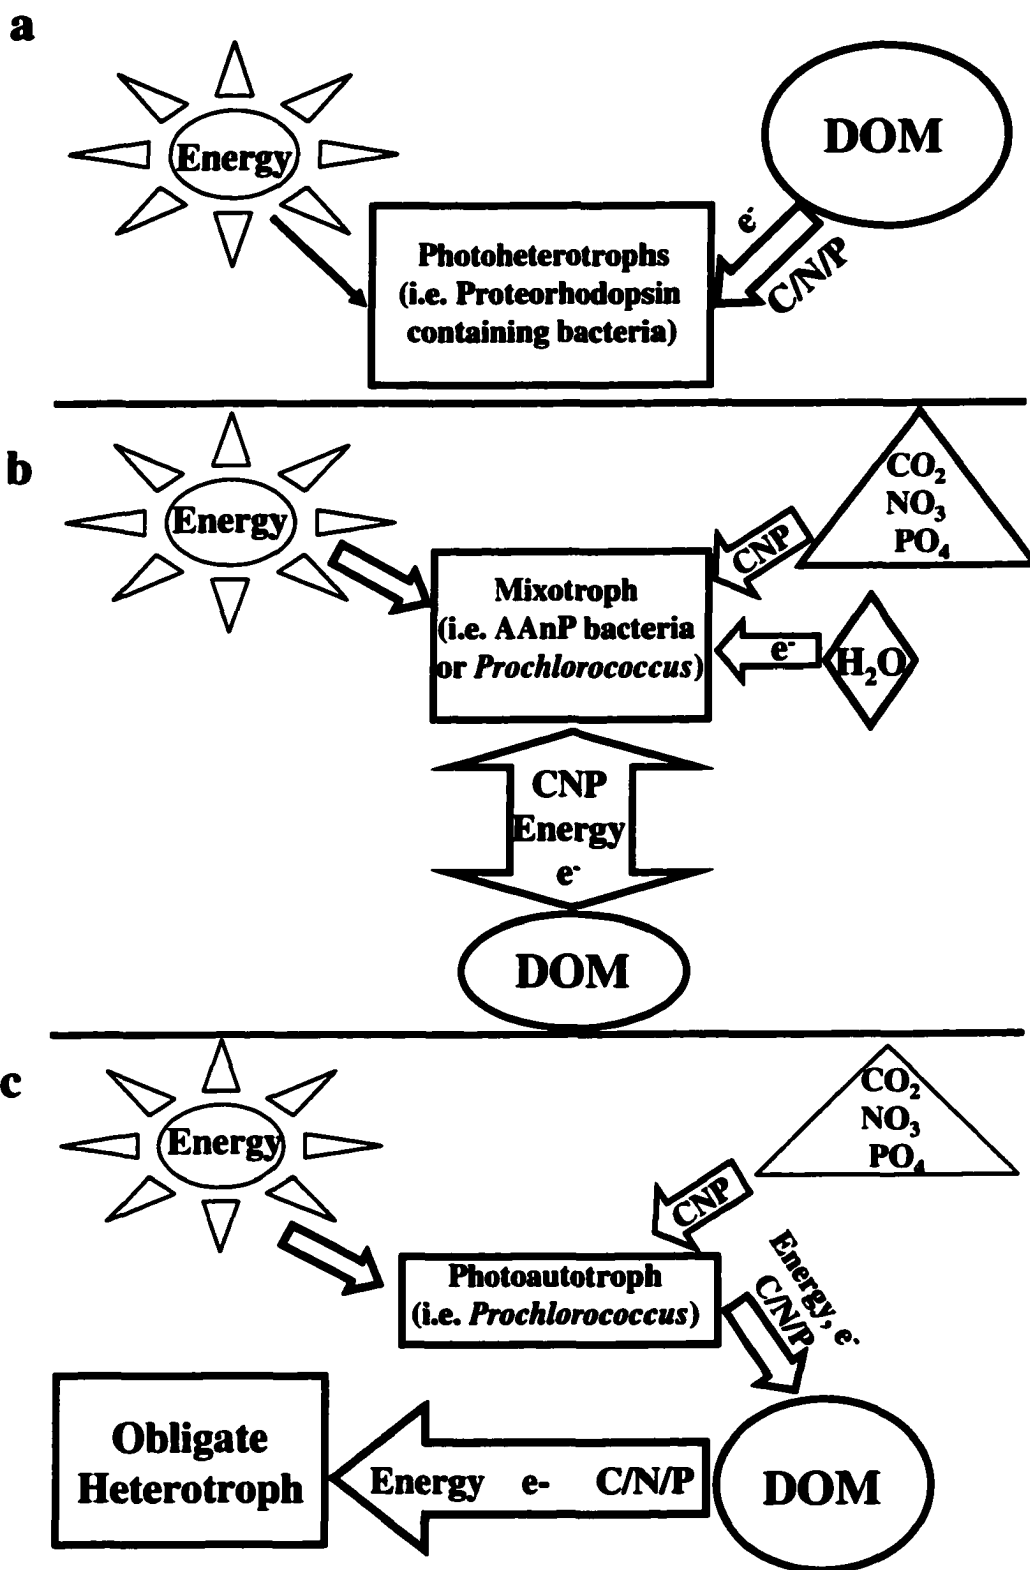 a
Energy
DOM
e-
C/N/P
Photoheterotrophs
(i.e. Proteorhodopsin
containing bacteria)
b
Energy
CO2
NO3
PO4
CNP
Mixotroph
(i.e. AAnP bacteria
or Prochlorococcus)
e-
H2O
CNP
Energy
e-
DOM
c
Energy
CO2
NO3
PO4
CNP
Photoautotroph
(i.e. Prochlorococcus)
Energy, e-
C/N/P
Obligate
Heterotroph
Energy e- C/N/P
DOM